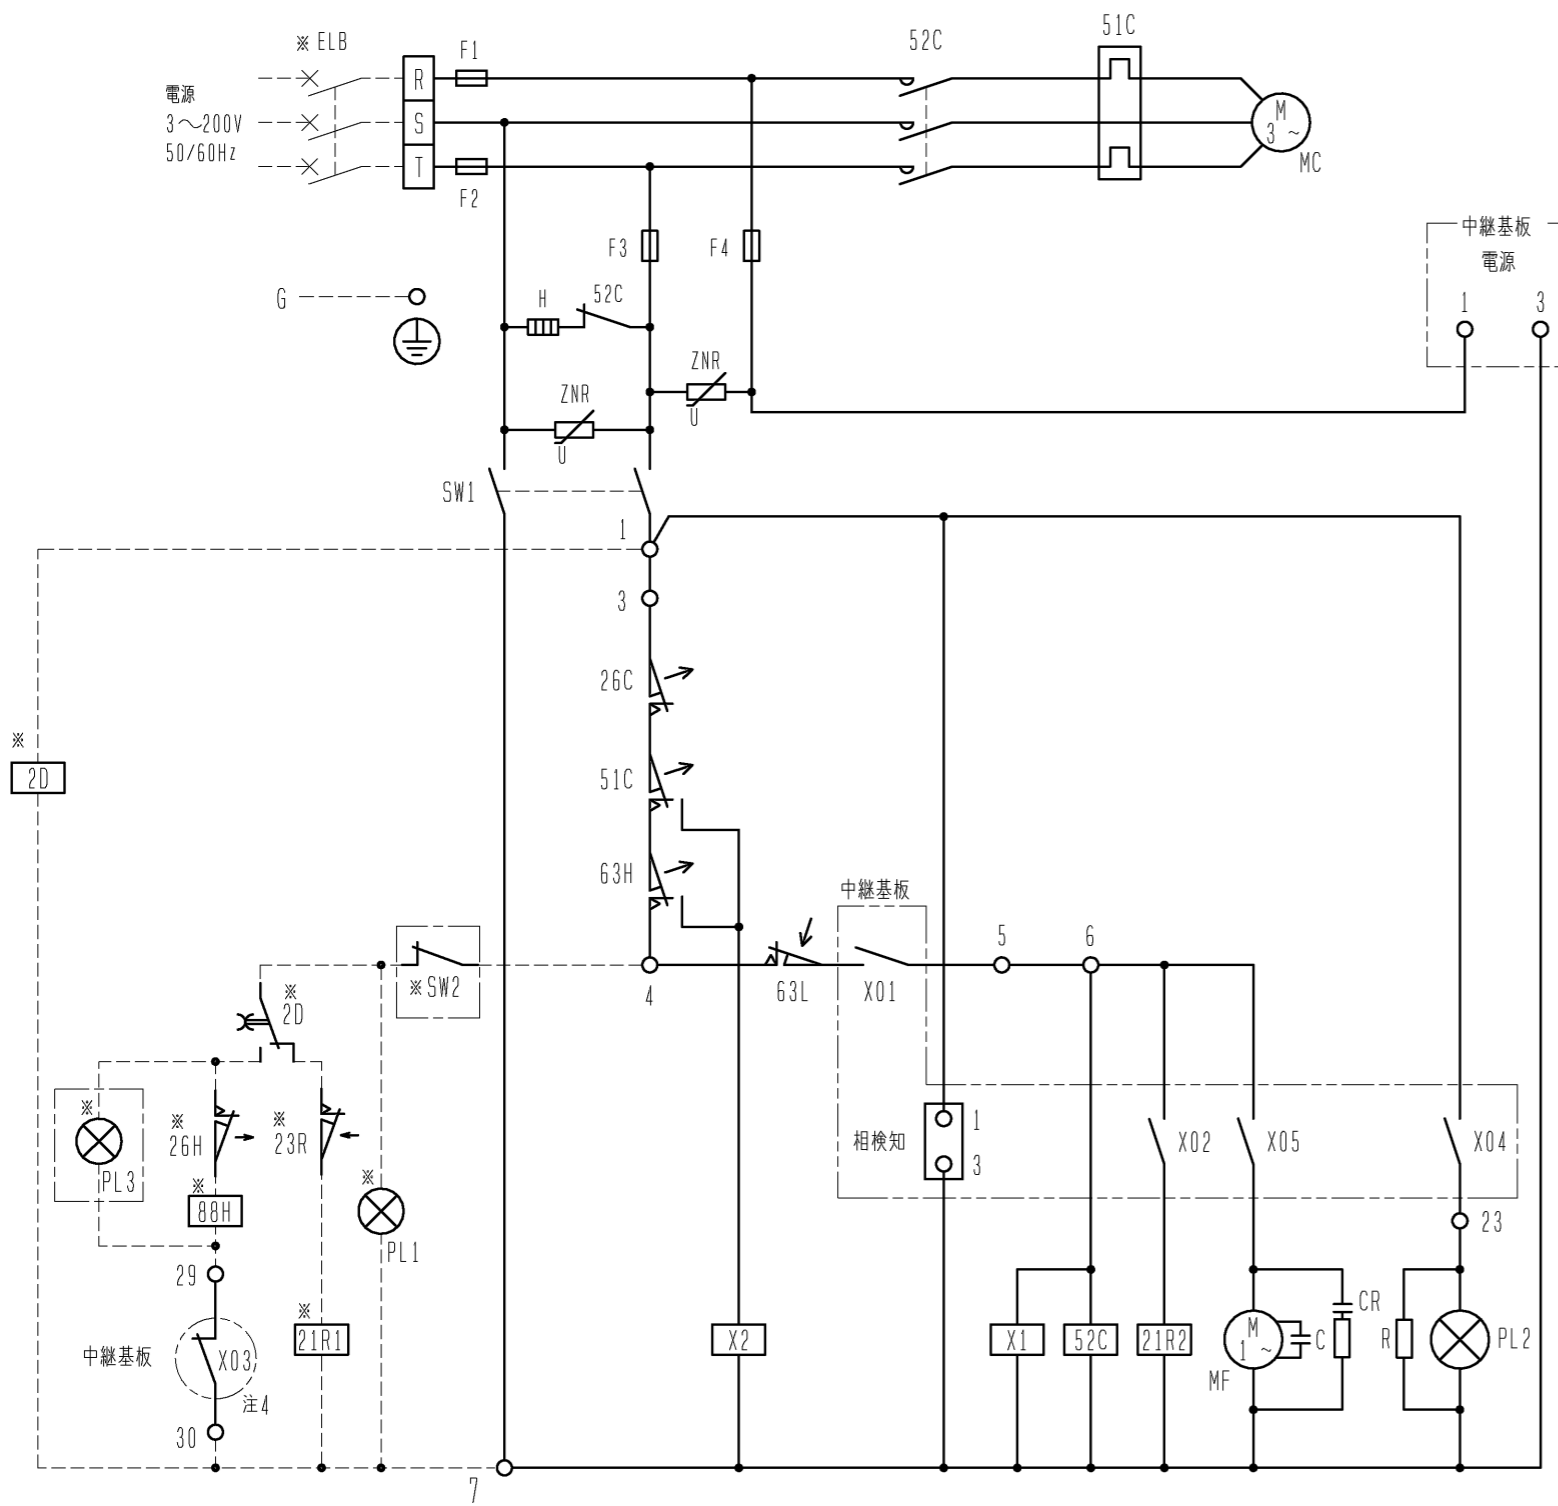 ※ ELB
F1
52C
51C
電源
3～200V
50/60Hz
R
S
T
F2
M
3 ~
MC
F3
F4
中継基板
電源
1
3
G
H
52C
ZNR
U
ZNR
U
SW1
1
3
26C
※
2D
51C
63H
中継基板
※SW2
4
63L
X01
5
6
※
2D
※
PL3
※
26H
※
23R
※
88H
※
PL1
相検知
1
3
X02
X05
X04
23
29
中継基板
X03
注4
30
※
21R1
X2
X1
52C
21R2
M
1 ~
MF
C
CR
R
PL2
7